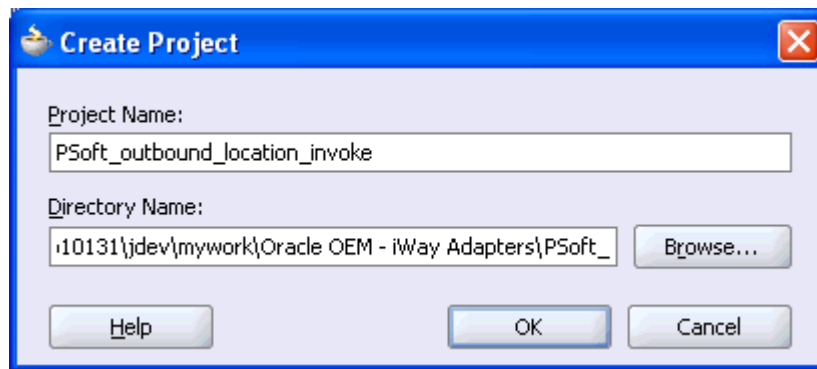 Create Project
Project Name:
PSoft_outbound_location_invoke
Directory Name:
10131\jdev\mywork\Oracle OEM - iWay Adapters\PSoft_
Browse...
Help
OK
Cancel